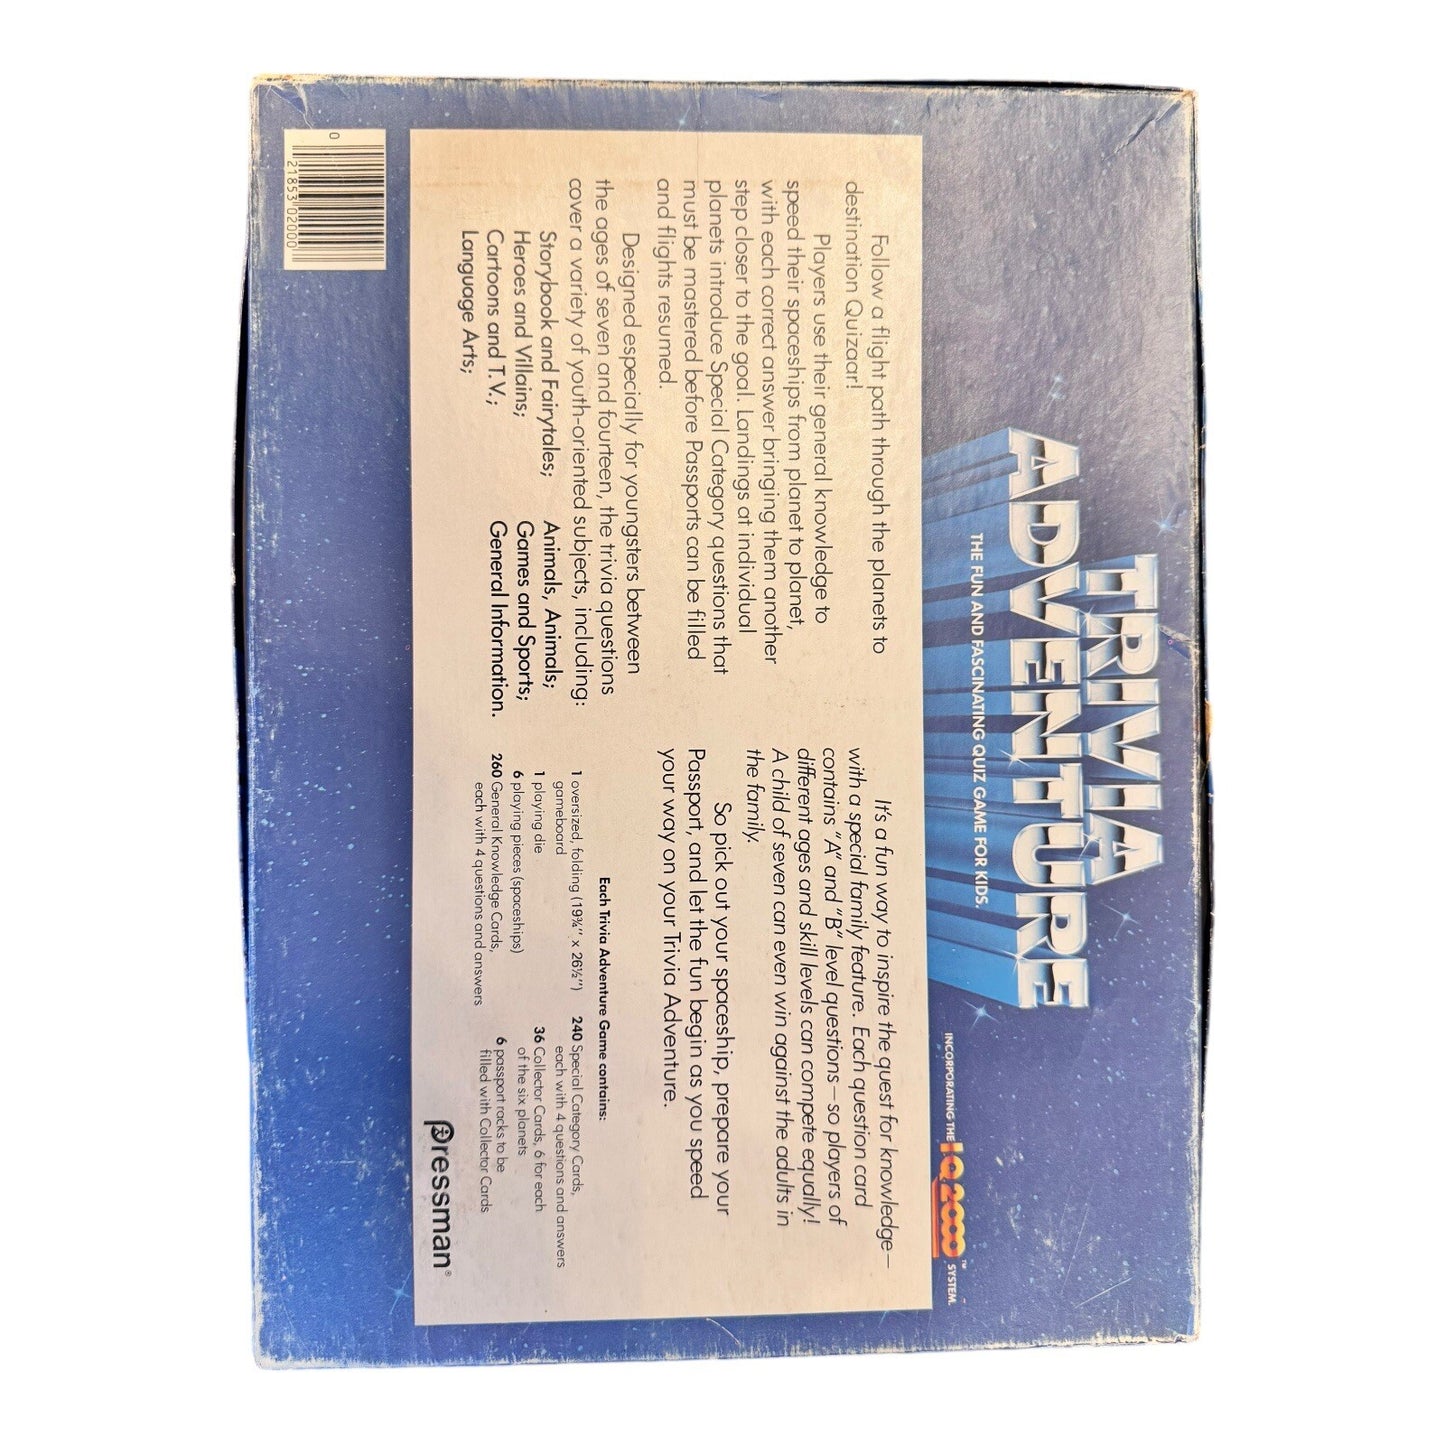 TRIVIA
ADVENTURE
THE FUN AND FASCINATING QUIZ GAME FOR KIDS.
INCORPORATING THE IQ 2000™ SYSTEM.
Follow a flight path through the planets to
destination Quizaar!
Players use their general knowledge to
speed their spaceships from planet to planet,
with each correct answer bringing them another
step closer to the goal. Landings at individual
planets introduce Special Category questions that
must be mastered before Passports can be filled
and flights resumed.
Designed especially for youngsters between
the ages of seven and fourteen, the trivia questions
cover a variety of youth-oriented subjects, including:
Storybook and Fairytales;
Heroes and Villains;
Cartoons and T.V.;
Language Arts;
Animals, Animals;
Games and Sports;
General Information.
It's a fun way to inspire the quest for knowledge—
with a special family feature. Each question card
contains "A" and "B" level questions—so players of
different ages and skill levels can compete equally!
A child of seven can even win against the adults in
the family.
So pick out your spaceship, prepare your
Passport, and let the fun begin as you speed
your way on your Trivia Adventure.
Each Trivia Adventure Game contains:
1 oversized, folding (19¾" x 26½")
gameboard
1 playing die
6 playing pieces (spaceships)
260 General Knowledge Cards,
each with 4 questions and answers
240 Special Category Cards,
each with 4 questions and answers
36 Collector Cards, 6 for each
of the six planets
6 passport racks to be
filled with Collector Cards
Pressman®
0 21853 02000